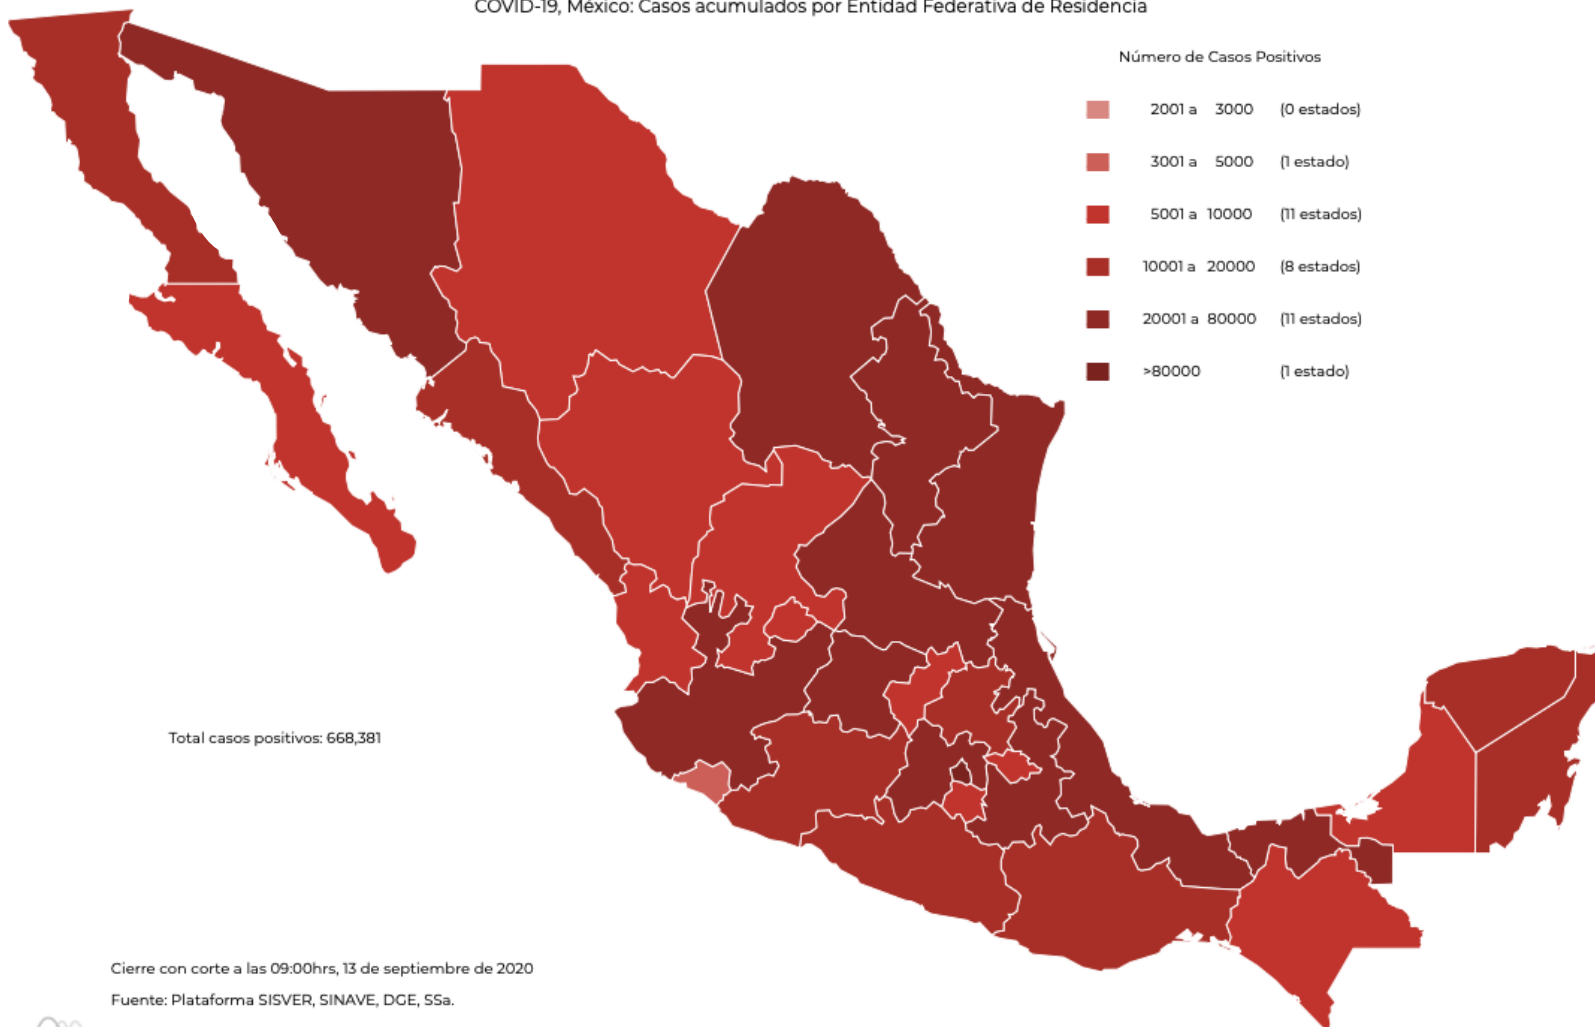 COVID-19, México: Casos acumulados por Entidad Federativa de Residencia
Número de Casos Positivos
2001 a 3000 (0 estados)
3001 a 5000 (1 estado)
5001 a 10000 (11 estados)
10001 a 20000 (8 estados)
20001 a 80000 (11 estados)
>80000 (1 estado)
Total casos positivos: 668,381
Cierre con corte a las 09:00hrs, 13 de septiembre de 2020
Fuente: Plataforma SISVER, SINAVE, DGE, SSa.